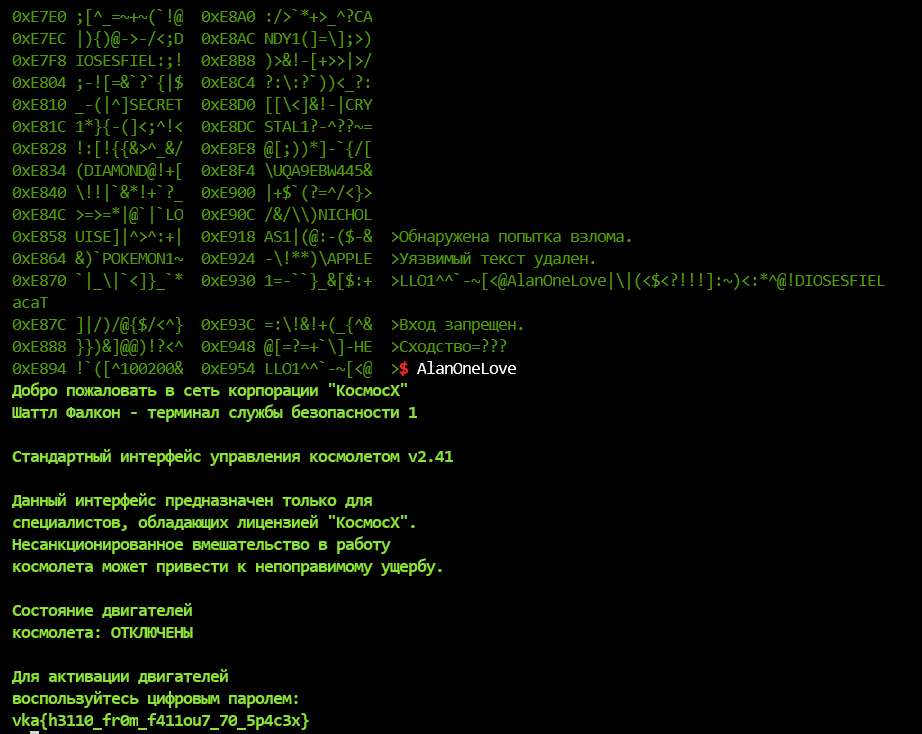 0xE7E0 ;[^_=~+~(`!@  0xE8A0 :/>`*+>_^?CA
0xE7EC |){)@->-/<;D  0xE8AC NDY1(]=\];>)
0xE7F8 IOSESFIEL:;!  0xE8B8 )>&!-[+>>|>/
0xE804 ;-![=&`?`{|$  0xE8C4 ?:\:?`))<_?:
0xE810 _-(|^]SECRET  0xE8D0 [[\<]&!-|CRY
0xE81C 1*}{-(]<;^!<  0xE8DC STAL1?-^??~=
0xE828 !:[!{{&>^_&/  0xE8E8 @[;))*]-`{/[
0xE834 (DIAMOND@!+[  0xE8F4 \UQA9EBW445&
0xE840 \!!|`&*!+`?_  0xE900 |+$`(?=^/<}>
0xE84C >=>=*|@`|`LO  0xE90C /&/\\)NICHOL
0xE858 UISE]|^>^:+|  0xE918 AS1|(@:-($-&  >Обнаружена попытка взлома.
0xE864 &)`POKEMON1~  0xE924 -\!**)\APPLE  >Уязвимый текст удален.
0xE870 `|_\|`<]}_`*  0xE930 1=-``}_&[$:+  >LLO1^^`-~[<@AlanOneLove|\|(<$<?!!!]:~)<:*^@!DIOSESFIEL
асаТ
0xE87C ]|/)/@{$/<^}  0xE93C =:\!&!+(_{^&  >Вход запрещен.
0xE888 }})&]@@)!?<^  0xE948 @[=?=+`\]-HE  >Сходство=???
0xE894 !`([^100200&  0xE954 LLO1^^`-~[<@  >$ AlanOneLove
Добро пожаловать в сеть корпорации "КосмосХ"
Шаттл Фалкон - терминал службы безопасности 1
Стандартный интерфейс управления космолетом v2.41
Данный интерфейс предназначен только для
специалистов, обладающих лицензией "КосмосХ".
Несанкционированное вмешательство в работу
космолета может привести к непоправимому ущербу.
Состояние двигателей
космолета: ОТКЛЮЧЕНЫ
Для активации двигателей
воспользуйтесь цифровым паролем:
vka{h3110_fr0m_f411ou7_70_5p4c3x}